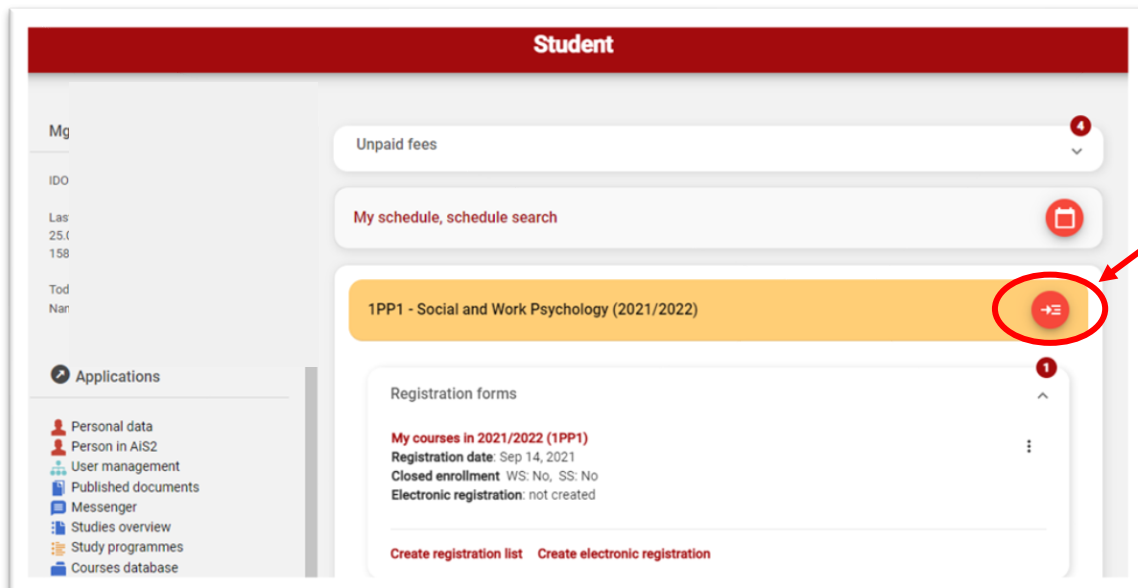 Student
Mg
IDO
Las
25.0
158
Tod
Nar
Applications
Personal data
Person in AiS2
User management
Published documents
Messenger
Studies overview
Study programmes
Courses database
4
Unpaid fees
My schedule, schedule search
1PP1 - Social and Work Psychology (2021/2022)
1
Registration forms
My courses in 2021/2022 (1PP1)
Registration date: Sep 14, 2021
Closed enrollment WS: No, SS: No
Electronic registration: not created
Create registration list Create electronic registration